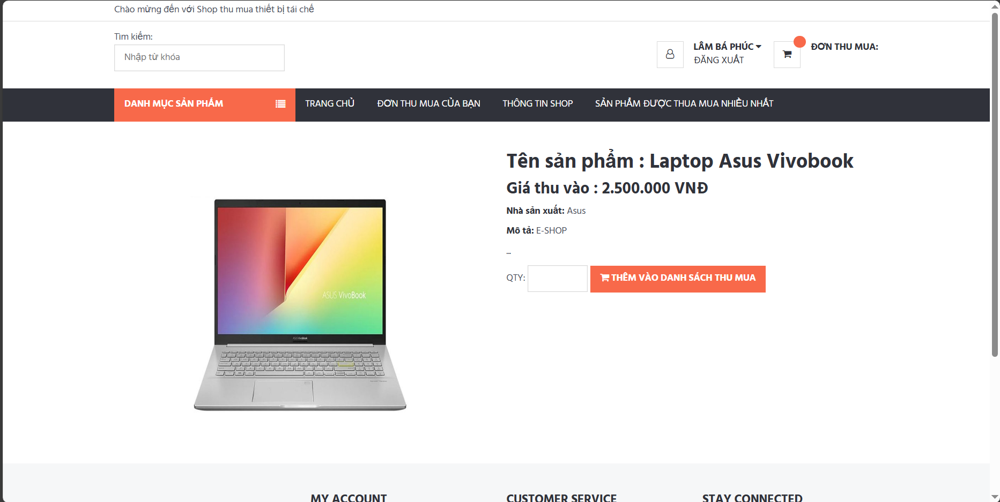 Chào mừng đến với Shop thu mua thiết bị tái chế
Tìm kiếm:
Nhập từ khóa
LÂM BÁ PHÚC
ĐĂNG XUẤT
ĐƠN THU MUA:
DANH MỤC SẢN PHẨM
TRANG CHỦ
ĐƠN THU MUA CỦA BẠN
THÔNG TIN SHOP
SẢN PHẨM ĐƯỢC THUA MUA NHIỀU NHẤT
Tên sản phẩm : Laptop Asus Vivobook
Giá thu vào : 2.500.000 VNĐ
Nhà sản xuất: Asus
Mô tả: E-SHOP
...
QTY:
THÊM VÀO DANH SÁCH THU MUA
ASUS VivoBook
ASUS VivoBook
MY ACCOUNT
CUSTOMER SERVICE
STAY CONNECTED